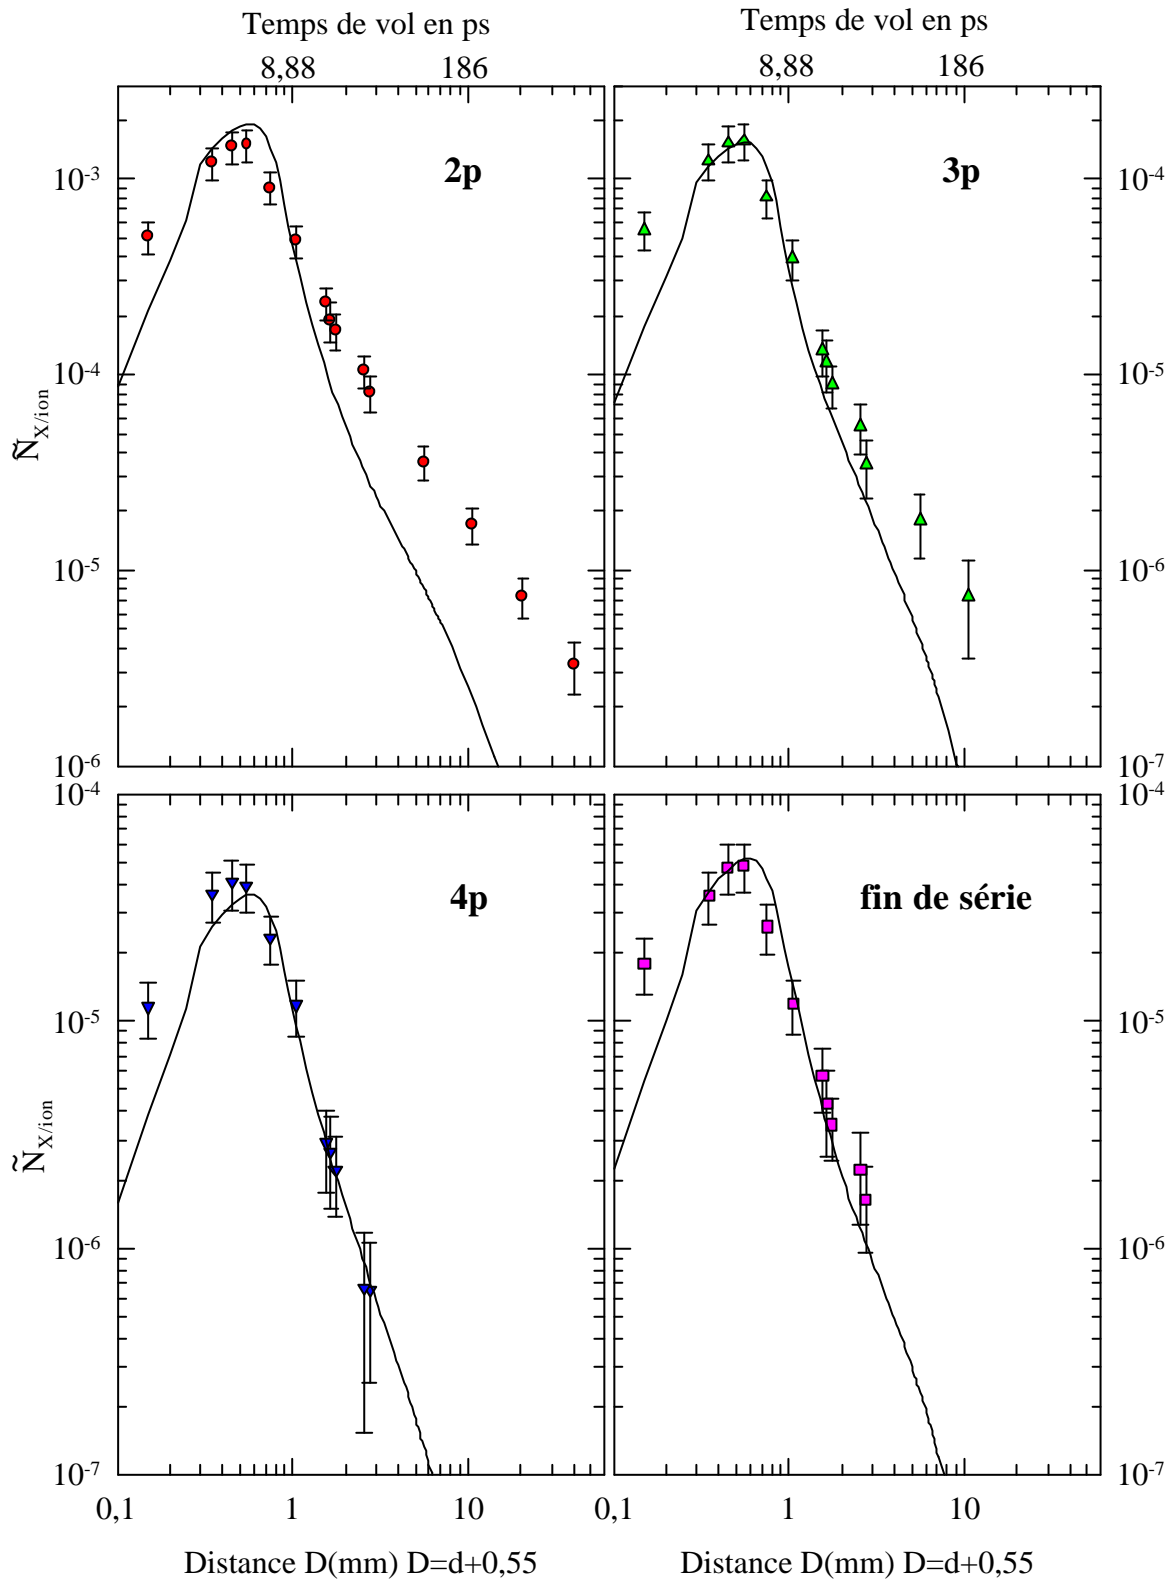 Temps de vol en ps
Temps de vol en ps
8,88 186
8,88 186
2p
3p
10-3
10-4
10-5
10-6
10-4
10-5
10-6
10-7
ÑX/ion
4p
fin de série
10-4
10-5
10-6
10-7
10-4
10-5
10-6
10-7
ÑX/ion
0,1 1 10
0,1 1 10
Distance D(mm) D=d+0,55
Distance D(mm) D=d+0,55